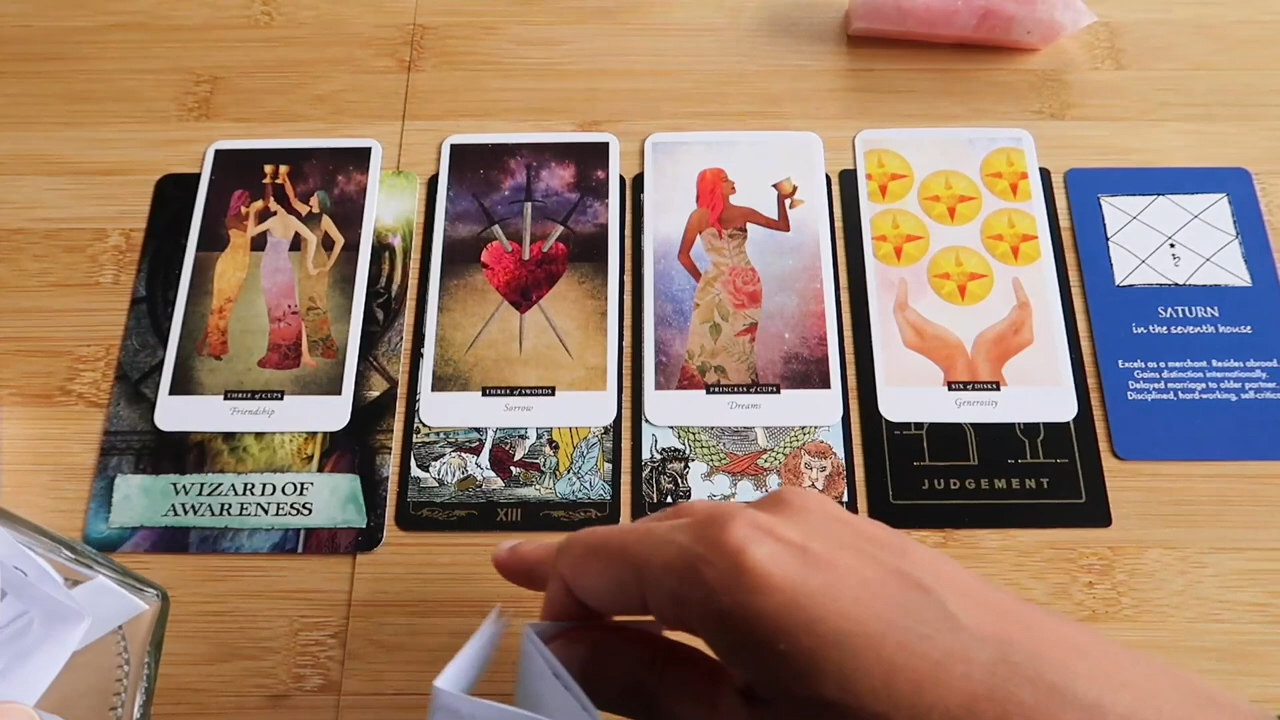 THREE of CUPS
Friendship
WIZARD OF
AWARENESS
THREE of SWORDS
Sorrow
XIII
PRINCESS of CUPS
Dreams
SIX of DISKS
Generosity
JUDGEMENT
SATURN
in the seventh house
Excels as a merchant. Resides abroad.
Gains distinction internationally.
Delayed marriage to older partner.
Disciplined, hard-working,